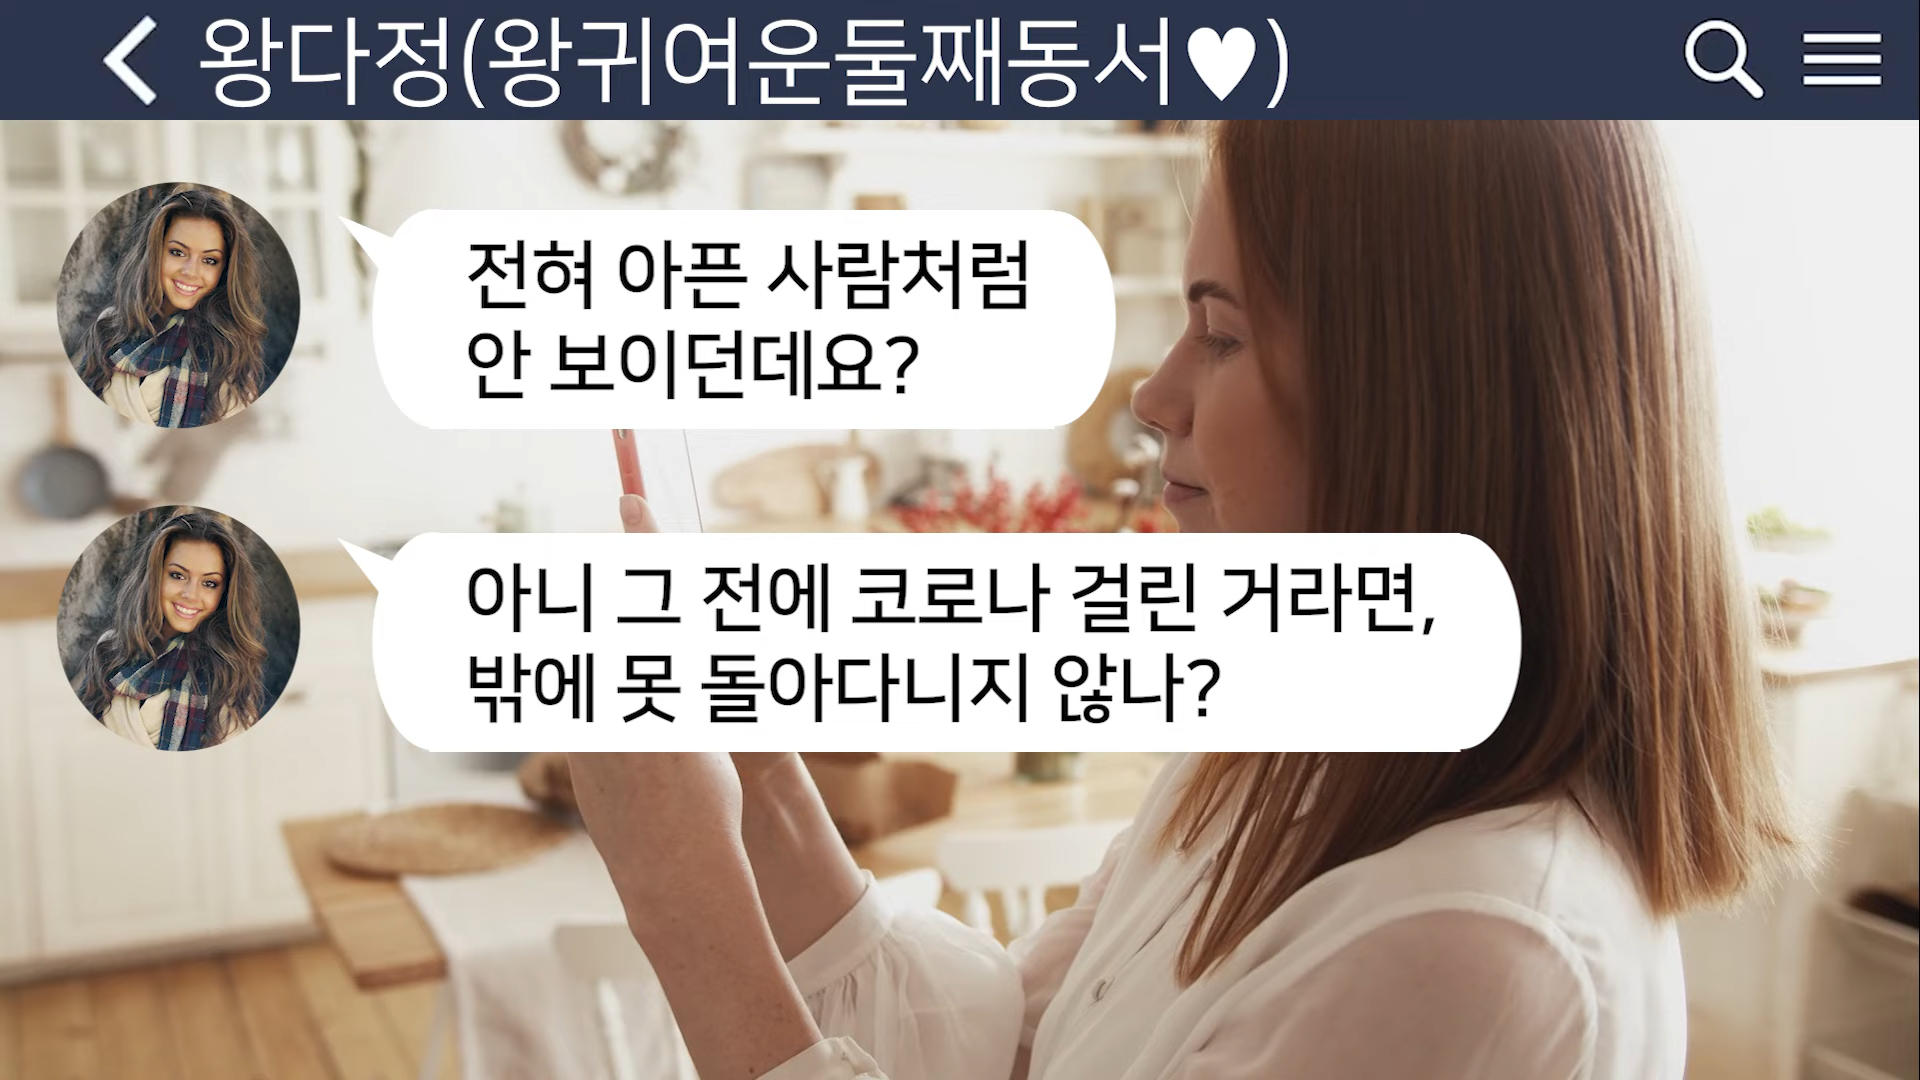 왕다정(왕귀여운둘째동서♥)
전혀 아픈 사람처럼
안 보이던데요?
아니 그 전에 코로나 걸린 거라면,
밖에 못 돌아다니지 않나?